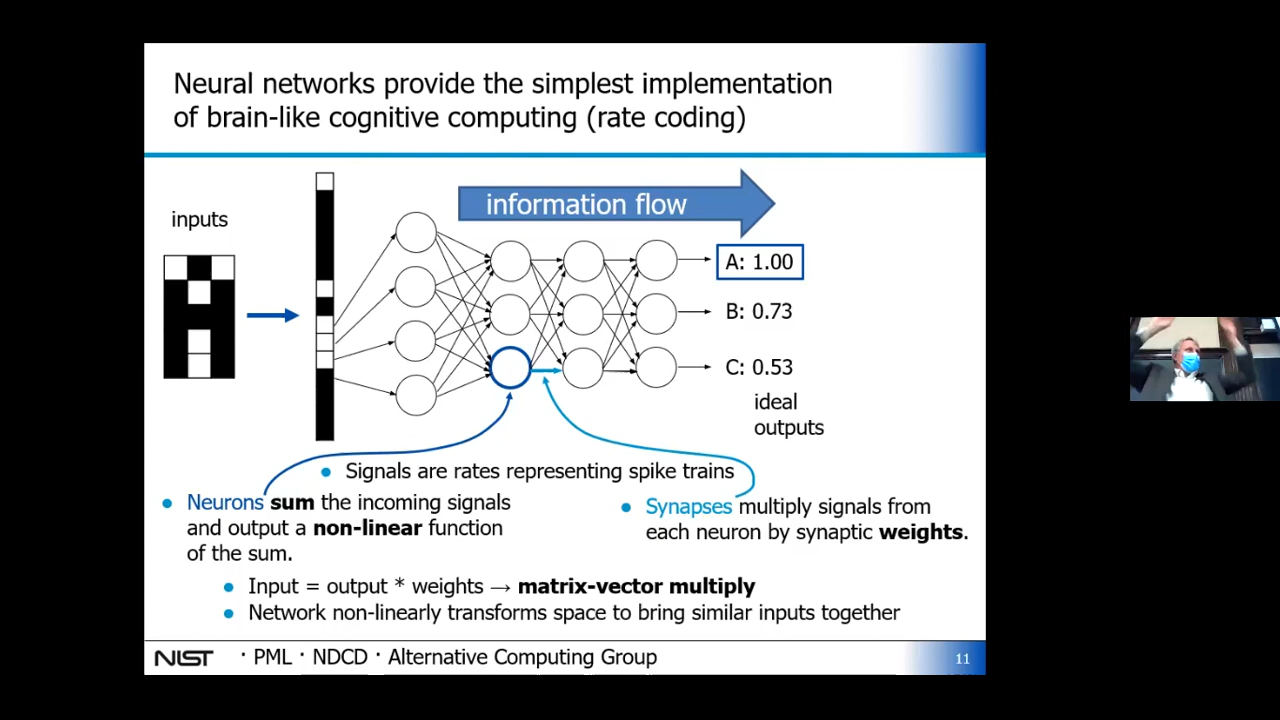 Neural networks provide the simplest implementation
of brain-like cognitive computing (rate coding)
information flow
inputs
A: 1.00
B: 0.73
C: 0.53
ideal
outputs
• Signals are rates representing spike trains
• Neurons sum the incoming signals
and output a non-linear function
of the sum.
• Synapses multiply signals from
each neuron by synaptic weights.
• Input = output * weights → matrix-vector multiply
• Network non-linearly transforms space to bring similar inputs together
NIST · PML · NDCD · Alternative Computing Group
11